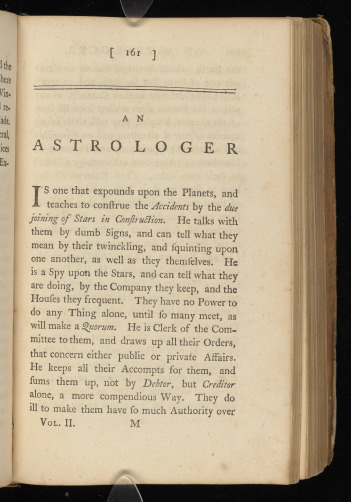 [ 161 ]
AN
ASTROLOGER
IS one that expounds upon the Planets, and
teaches to conſtrue the Accidents by the due
joining of Stars in Conſtruction. He talks with
them by dumb Signs, and can tell what they
mean by their twinckling, and ſquinting upon
one another, as well as they themſelves. He
is a Spy upon the Stars, and can tell what they
are doing, by the Company they keep, and the
Houſes they frequent. They have no Power to
do any Thing alone, until ſo many meet, as
will make a Quorum. He is Clerk of the Com-
mittee to them, and draws up all their Orders,
that concern either public or private Affairs.
He keeps all their Accompts for them, and
ſums them up, not by Debtor, but Creditor
alone, a more compendious Way. They do
ill to make them have ſo much Authority over
VOL. II. M